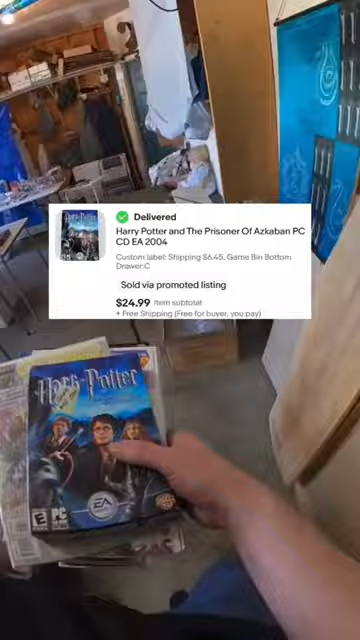 Delivered
Harry Potter and The Prisoner Of Azkaban PC
CD EA 2004
Custom label: Shipping $6.45, Game Bin Bottom
Drawer:C
Sold via promoted listing
$24.99 Item subtotal
+ Free Shipping (Free for buyer, you pay)
Harry Potter
EA
E
PC